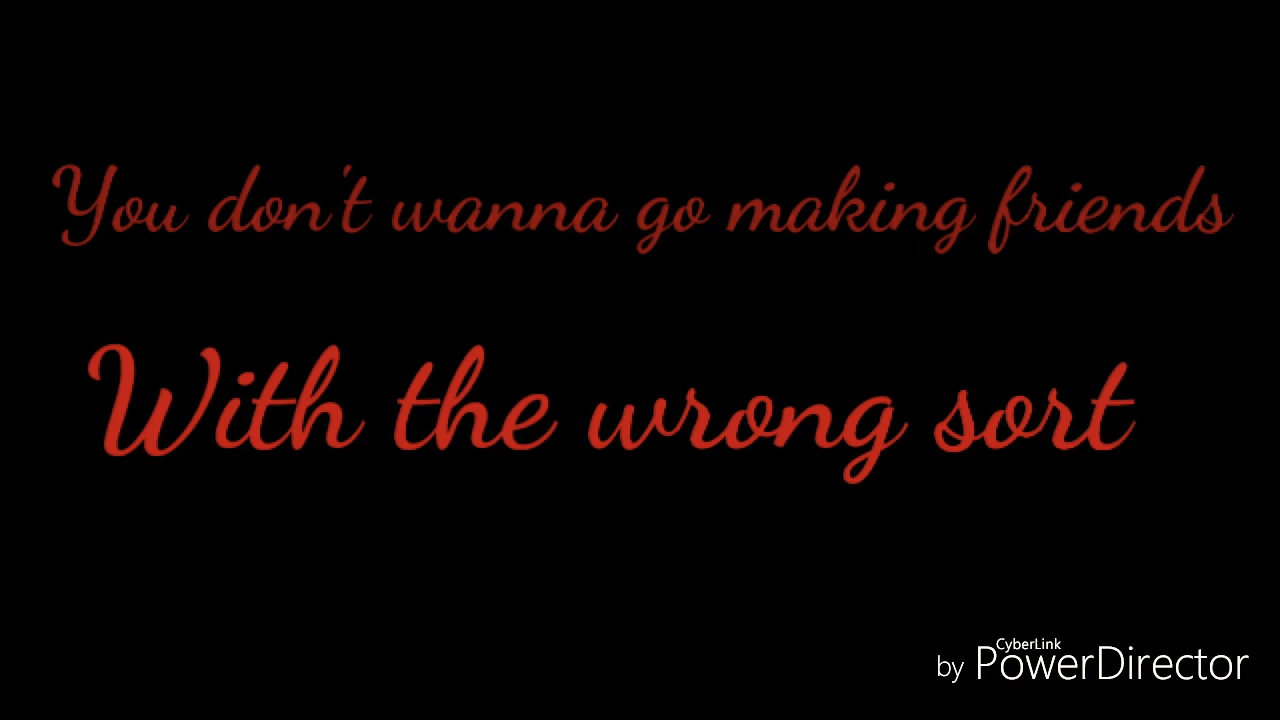 You don't wanna go making friends
With the wrong sort
CyberLink
by PowerDirector